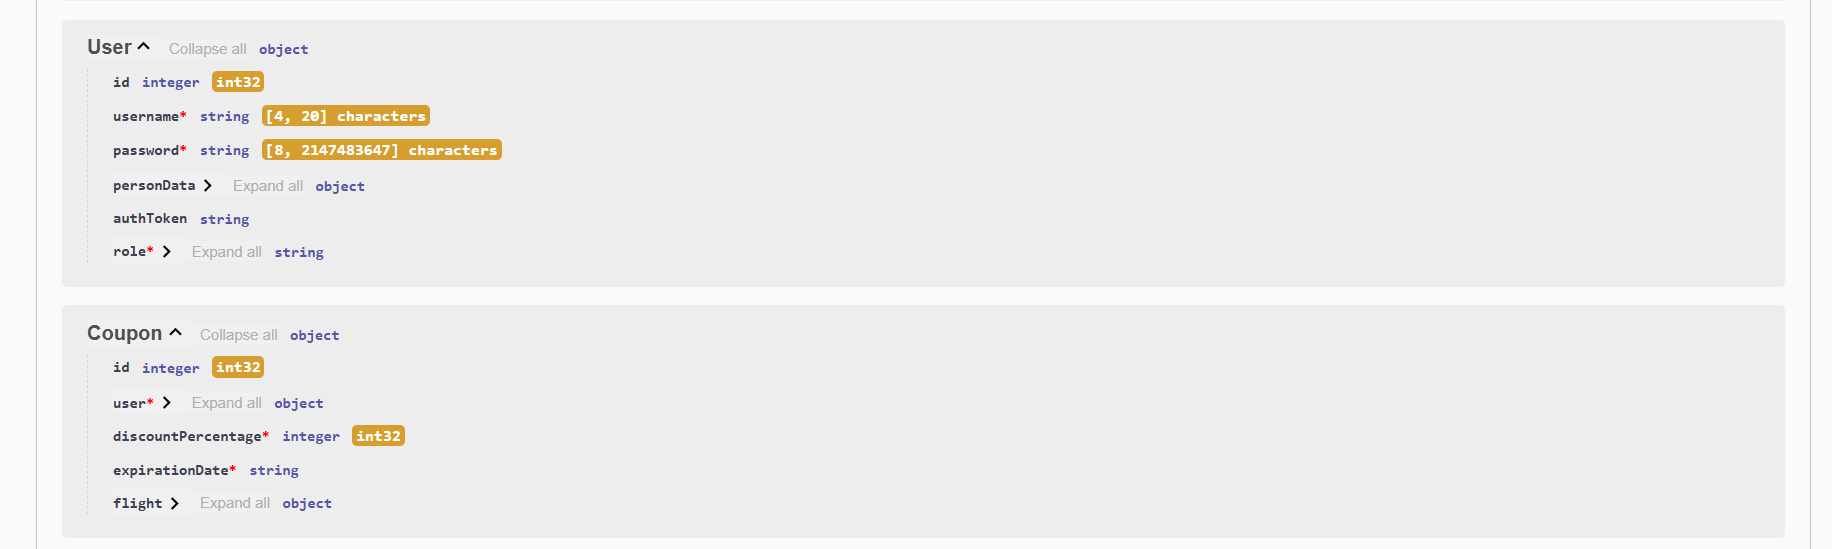 User Collapse all object
id integer int32
username* string [4, 20] characters
password* string [8, 2147483647] characters
personData Expand all object
authToken string
role* Expand all string
Coupon Collapse all object
id integer int32
user* Expand all object
discountPercentage* integer int32
expirationDate* string
flight Expand all object